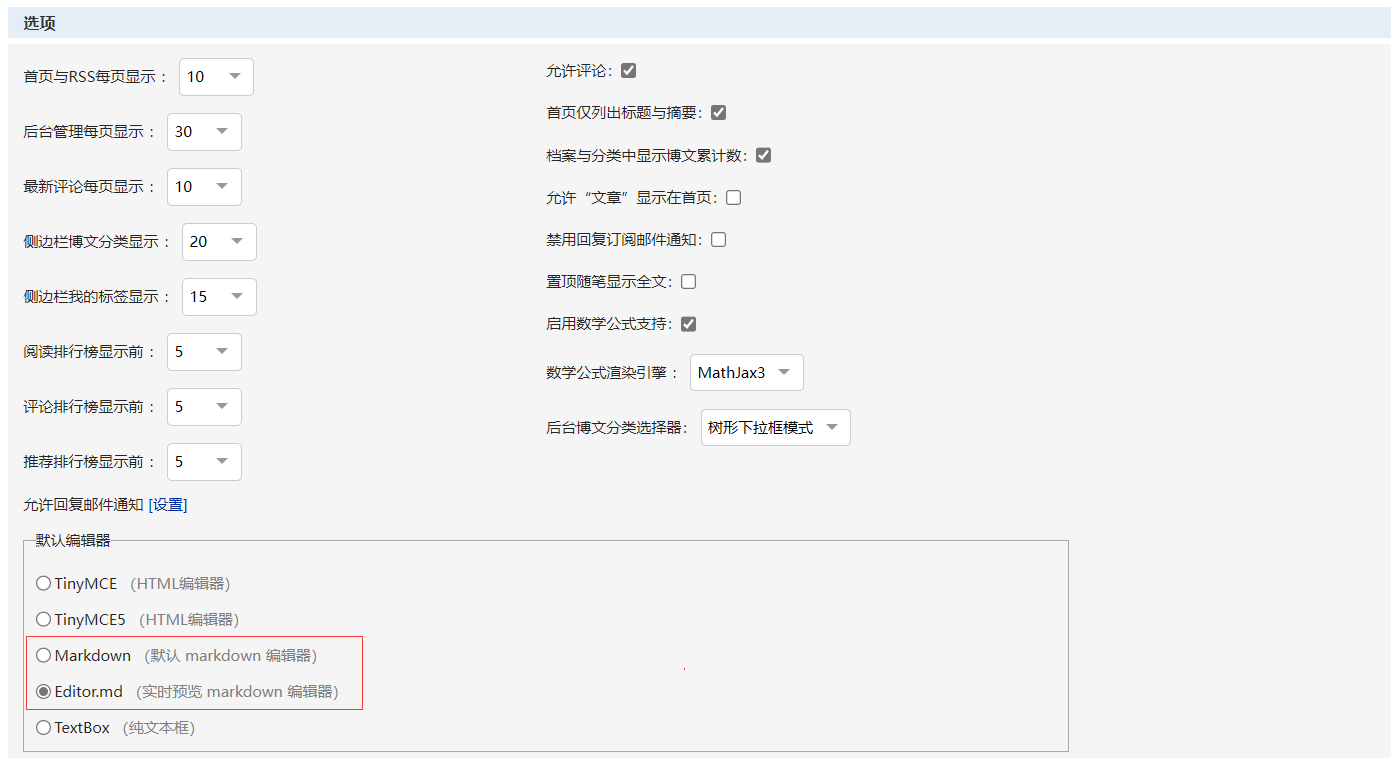 选项
首页与RSS每页显示： 10
后台管理每页显示： 30
最新评论每页显示： 10
侧边栏博文分类显示： 20
侧边栏我的标签显示： 15
阅读排行榜显示前： 5
评论排行榜显示前： 5
推荐排行榜显示前： 5
允许回复邮件通知 [设置]
允许评论：
首页仅列出标题与摘要：
档案与分类中显示博文累计数：
允许“文章”显示在首页：
禁用回复订阅邮件通知：
置顶随笔显示全文：
启用数学公式支持：
数学公式渲染引擎： MathJax3
后台博文分类选择器： 树形下拉框模式
默认编辑器
TinyMCE （HTML编辑器）
TinyMCE5 （HTML编辑器）
Markdown （默认 markdown 编辑器）
Editor.md （实时预览 markdown 编辑器）
TextBox （纯文本框）